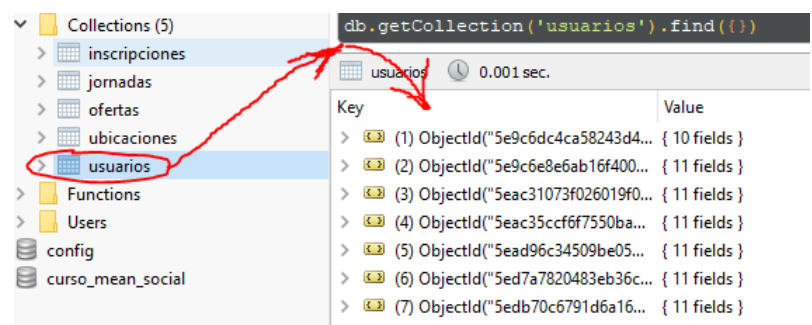 Collections (5)
inscripciones
jornadas
ofertas
ubicaciones
usuarios
Functions
Users
config
curso_mean_social
db.getCollection('usuarios').find({})
usuarios 0.001 sec.
Key Value
(1) ObjectId("5e9c6dc4ca58243d4... { 10 fields }
(2) ObjectId("5e9c6e8e6ab16f400... { 11 fields }
(3) ObjectId("5eac31073f026019f0... { 11 fields }
(4) ObjectId("5eac35ccf6f7550ba... { 11 fields }
(5) ObjectId("5ead96c34509be05... { 11 fields }
(6) ObjectId("5ed7a7820483eb36c... { 11 fields }
(7) ObjectId("5edb70c6791d6a16... { 11 fields }